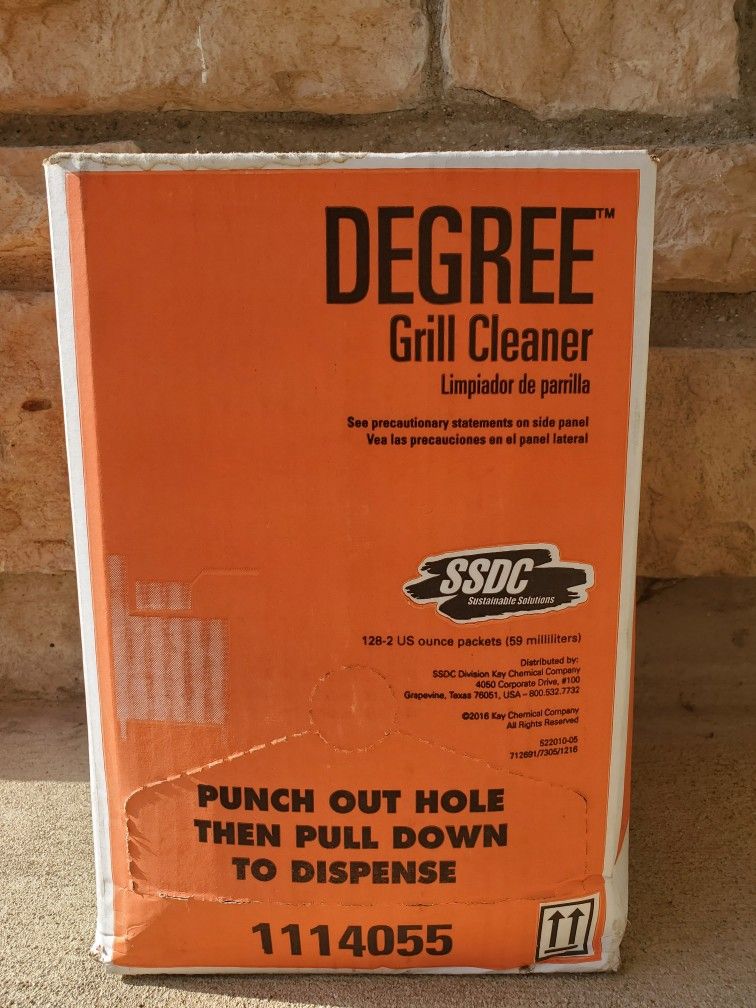 DEGREE™
Grill Cleaner
Limpiador de parrilla
See precautionary statements on side panel
Vea las precauciones en el panel lateral
SSDC
Sustainable Solutions
128-2 US ounce packets (59 milliliters)
Distributed by:
SSDC Division Kay Chemical Company
4050 Corporate Drive, #100
Grapevine, Texas 76051, USA – 800.532.7732
©2016 Kay Chemical Company
All Rights Reserved
522010-05
712691/7305/1216
PUNCH OUT HOLE
THEN PULL DOWN
TO DISPENSE
1114055